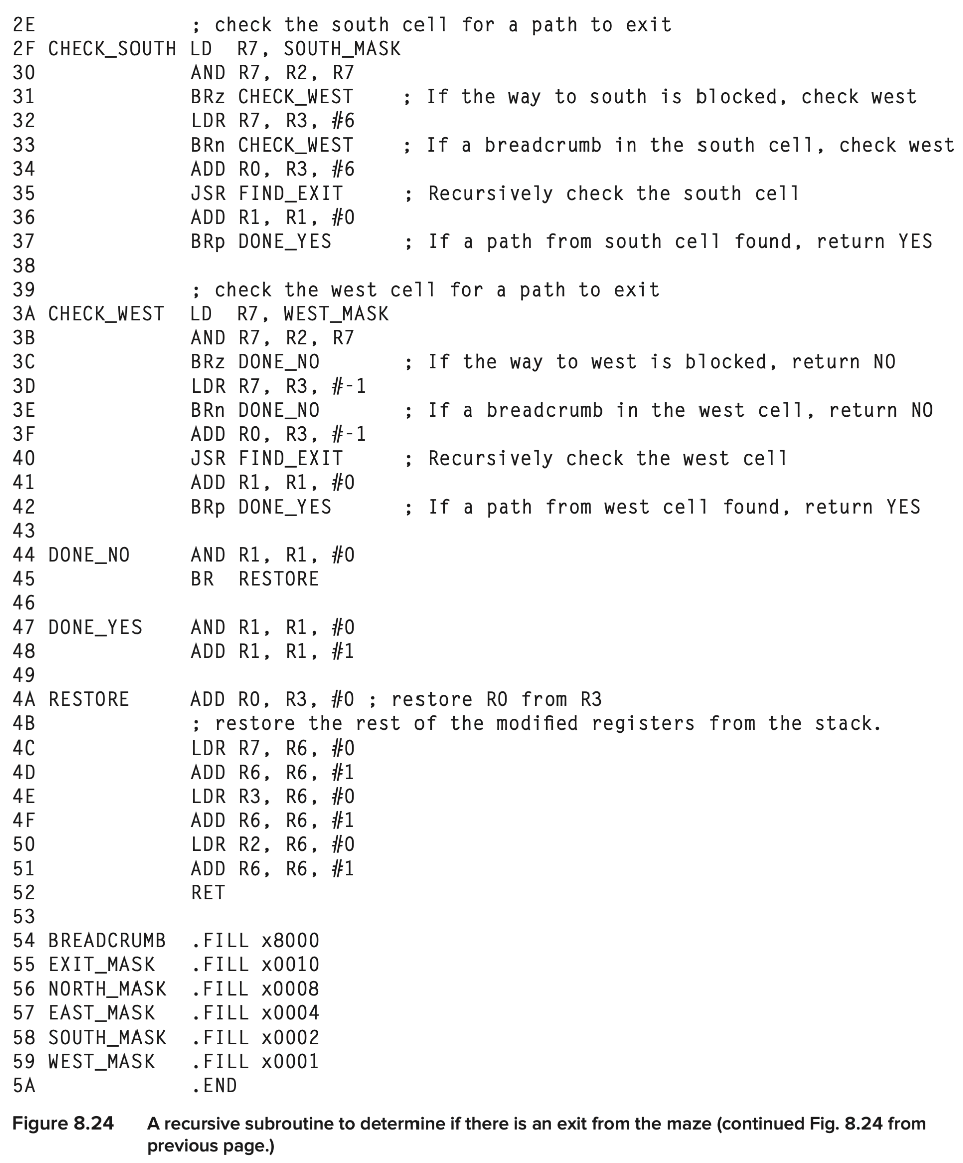 2E ; check the south cell for a path to exit
2F CHECK_SOUTH LD R7, SOUTH_MASK
30 AND R7, R2, R7
31 BRz CHECK_WEST ; If the way to south is blocked, check west
32 LDR R7, R3, #6
33 BRn CHECK_WEST ; If a breadcrumb in the south cell, check west
34 ADD R0, R3, #6
35 JSR FIND_EXIT ; Recursively check the south cell
36 ADD R1, R1, #0
37 BRp DONE_YES ; If a path from south cell found, return YES
38
39 ; check the west cell for a path to exit
3A CHECK_WEST LD R7, WEST_MASK
3B AND R7, R2, R7
3C BRz DONE_NO ; If the way to west is blocked, return NO
3D LDR R7, R3, #-1
3E BRn DONE_NO ; If a breadcrumb in the west cell, return NO
3F ADD R0, R3, #-1
40 JSR FIND_EXIT ; Recursively check the west cell
41 ADD R1, R1, #0
42 BRp DONE_YES ; If a path from west cell found, return YES
43
44 DONE_NO AND R1, R1, #0
45 BR RESTORE
46
47 DONE_YES AND R1, R1, #0
48 ADD R1, R1, #1
49
4A RESTORE ADD R0, R3, #0 ; restore R0 from R3
4B ; restore the rest of the modified registers from the stack.
4C LDR R7, R6, #0
4D ADD R6, R6, #1
4E LDR R3, R6, #0
4F ADD R6, R6, #1
50 LDR R2, R6, #0
51 ADD R6, R6, #1
52 RET
53
54 BREADCRUMB .FILL x8000
55 EXIT_MASK .FILL x0010
56 NORTH_MASK .FILL x0008
57 EAST_MASK .FILL x0004
58 SOUTH_MASK .FILL x0002
59 WEST_MASK .FILL x0001
5A .END
Figure 8.24 A recursive subroutine to determine if there is an exit from the maze (continued Fig. 8.24 from
previous page.)